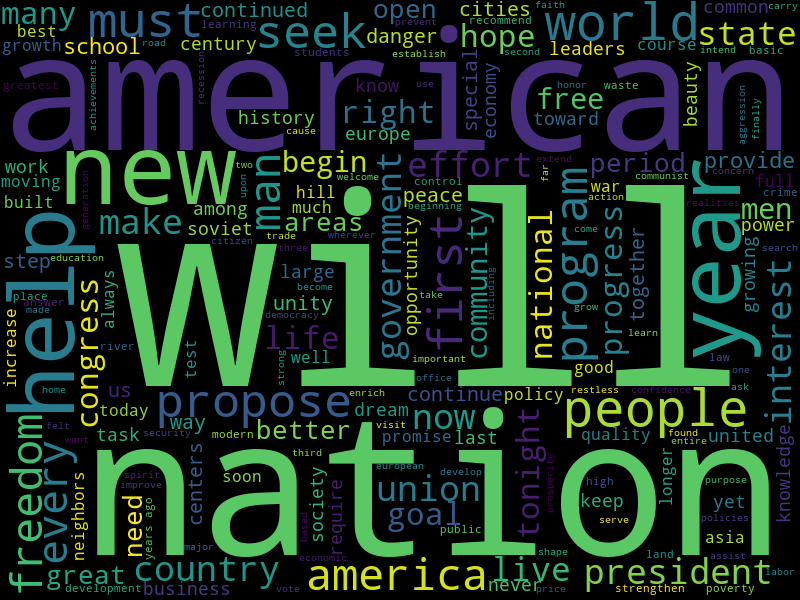 many
must
continued
open
cities
world
common
carry
best
seek
danger
hope
state
growth
school
century
learning
road
prevent
leaders
course
basic
faith
recommend
establish
second
intend
students
american
greatest
achievements
recession
know
use
special
economy
free
honor
waste
beauty
aggression
finally
history
cause
right
europe
toward
work
new
two
man
begin
welcome
effort
extend
period
provide
moving
built
generation
upon
hill
much
control
peace
beginning
far
war
action
communist
concern
full
crime
realities
men
power
make
among
soviet
areas
trade
citizen
government
opportunity
first
community
national
program
progress
come
together
year
growing
search
interest
help
step
education
place
made
answer
increase
congress
always
river
will
three
wherever
large
become
unity
democracy
life
well
test
strong
take
including
important
grow
learn
good
law
one
home
us
today
propose
office
enrich
continue
policy
restless
confidence
ask
people
freedom
every
felt
want
task
way
security
modern
better
dream
visit
promise
now
last
tonight
quality
found
entire
united
knowledge
nation
neighbors
spirit
improve
need
years ago
centers
soon
third
society
based
require
european
develop
union
goal
public
prosperity
high
keep
serve
longer
land
purpose
yet
policies
asia
great
development
country
business
major
economic
vote
america
never
live
price
shape
president
strengthen
assist
poverty
labor